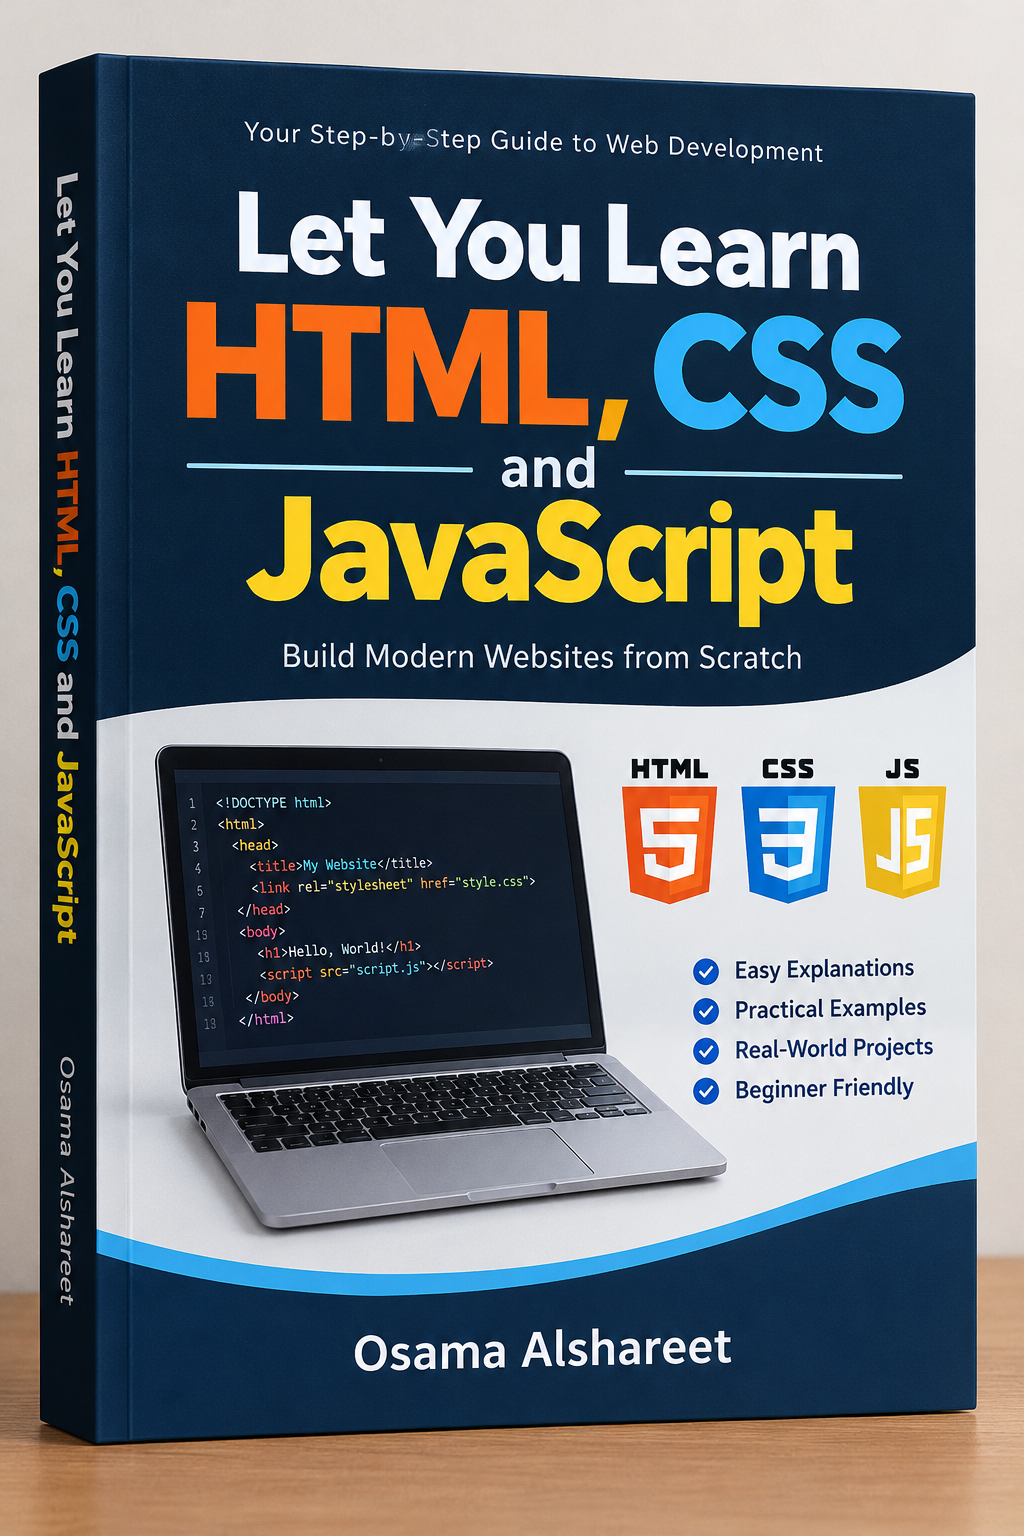 Your Step-by-Step Guide to Web Development
Let You Learn
HTML, CSS
and
JavaScript
Build Modern Websites from Scratch
1 <!DOCTYPE html>
2 <html>
3 <head>
4 <title>My Website</title>
5 <link rel="stylesheet" href="style.css">
7 </head>
<body>
<h1>Hello, World!</h1>
13 <script src="script.js"></script>
</body>
</html>
HTML CSS JS
5 3 JS
Easy Explanations
Practical Examples
Real-World Projects
Beginner Friendly
Osama Alshareet
Let You Learn HTML, CSS and JavaScript
Osama Alshareet